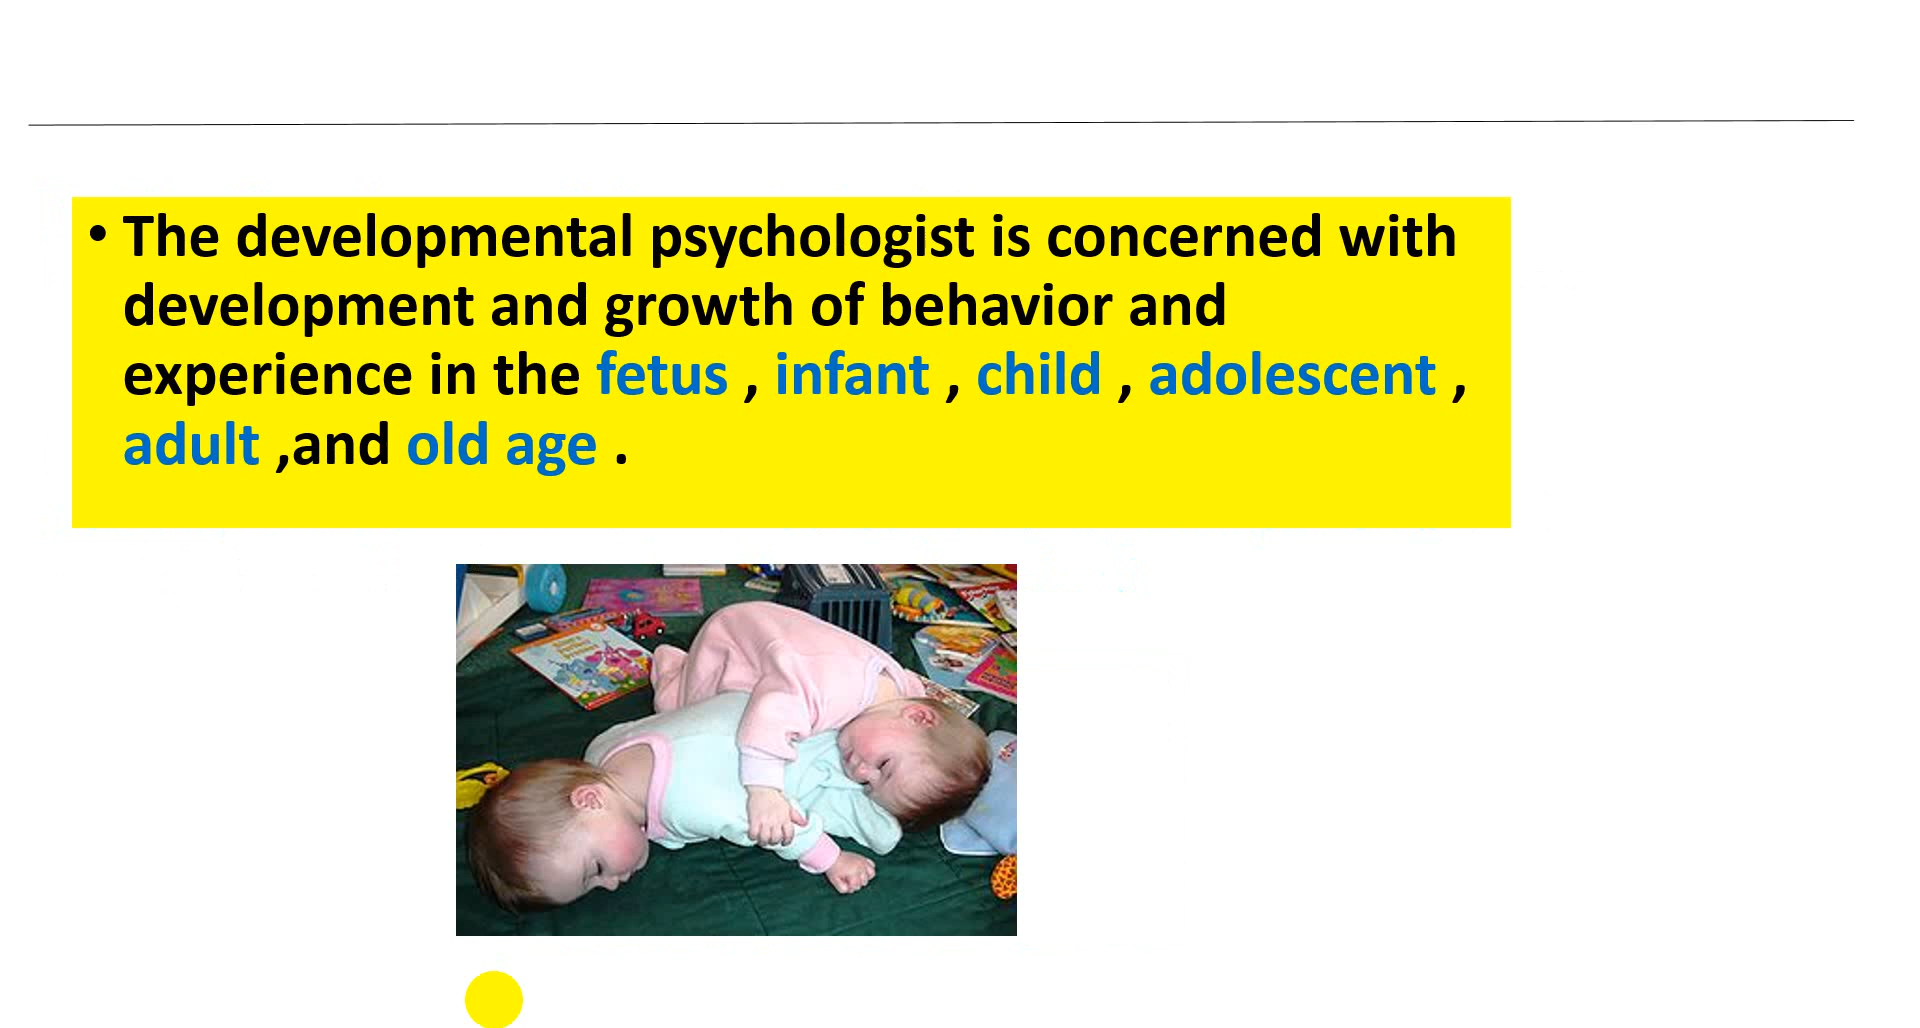 • The developmental psychologist is concerned with
development and growth of behavior and
experience in the fetus , infant , child , adolescent ,
adult ,and old age .